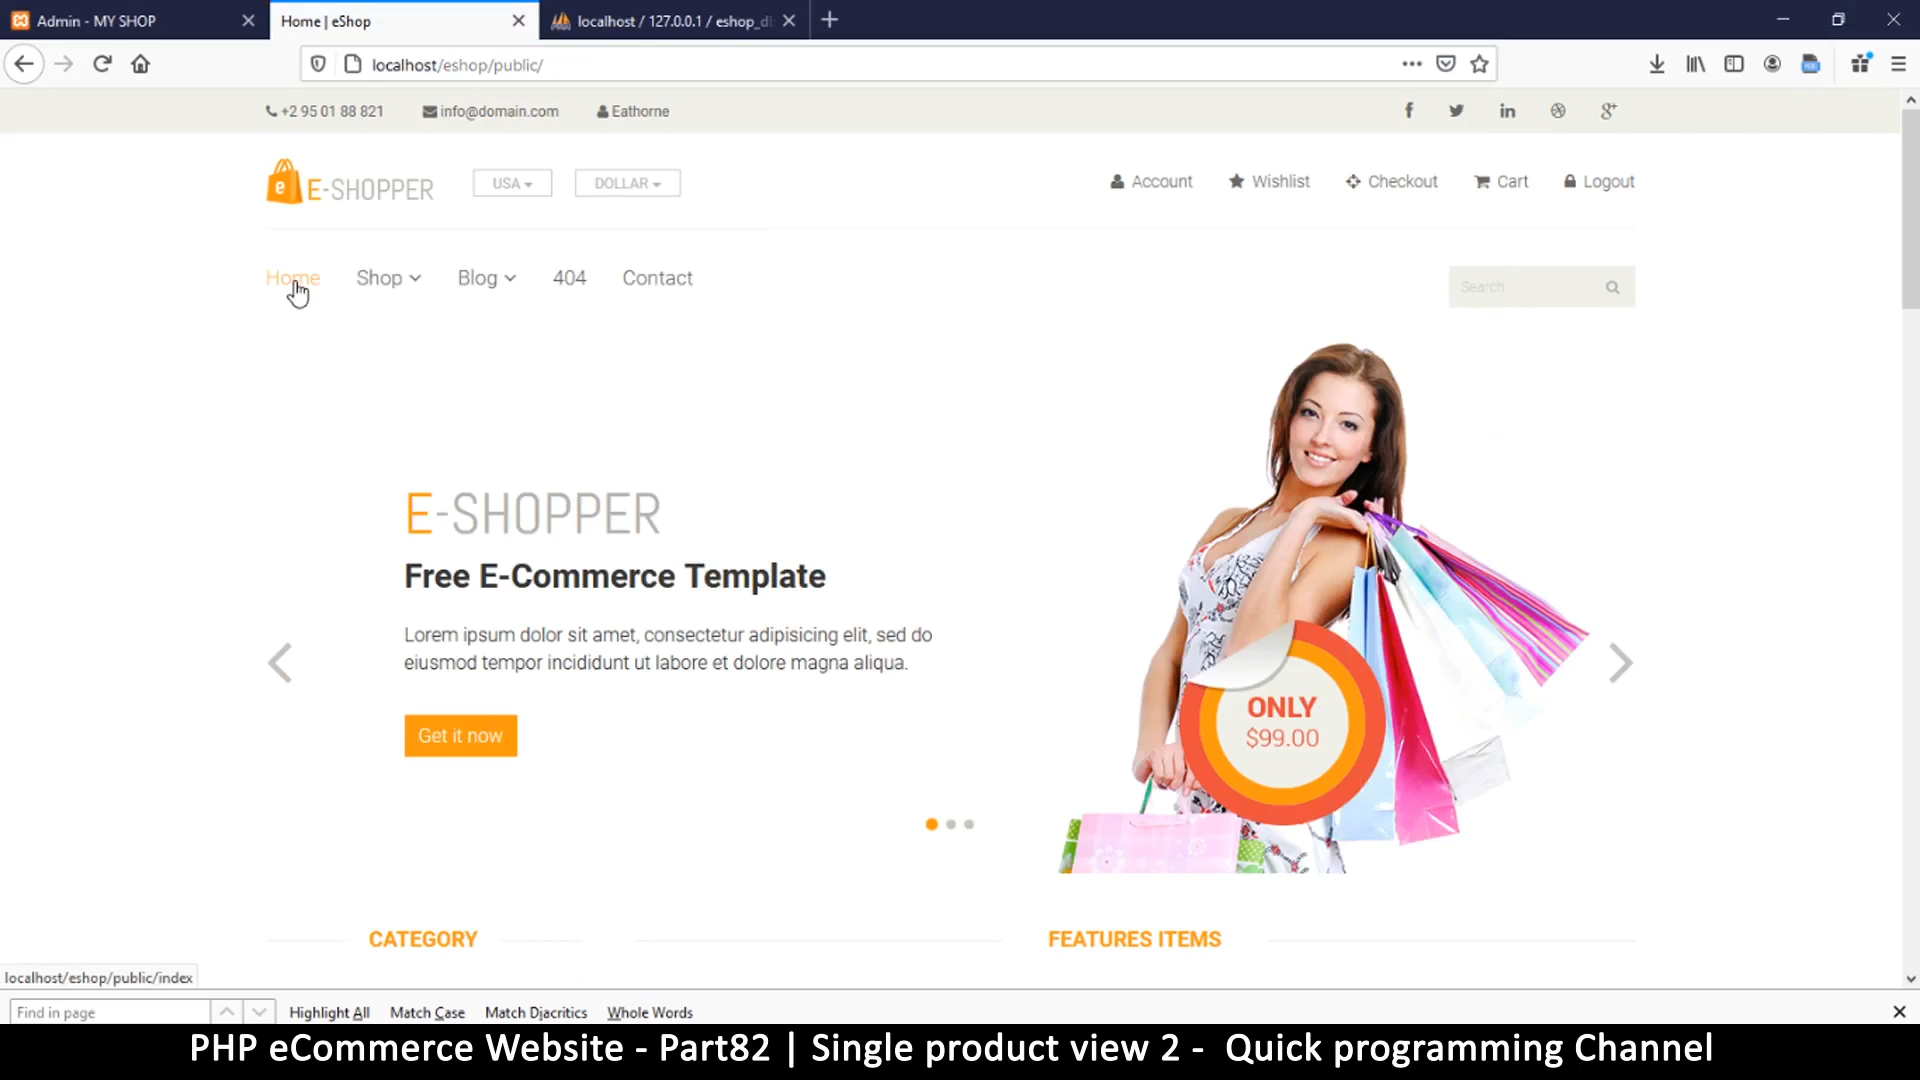 Admin - MY SHOP
Home | eShop
localhost / 127.0.0.1 / eshop_db
localhost/eshop/public/
+2 95 01 88 821
info@domain.com
Eathorne
E-SHOPPER
USA
DOLLAR
Account
Wishlist
Checkout
Cart
Logout
Home
Shop
Blog
404
Contact
Search
E-SHOPPER
Free E-Commerce Template
Lorem ipsum dolor sit amet, consectetur adipisicing elit, sed do
eiusmod tempor incididunt ut labore et dolore magna aliqua.
Get it now
ONLY
$99.00
CATEGORY
FEATURES ITEMS
localhost/eshop/public/index
Find in page
Highlight All
Match Case
Match Diacritics
Whole Words
PHP eCommerce Website - Part82 | Single product view 2 - Quick programming Channel